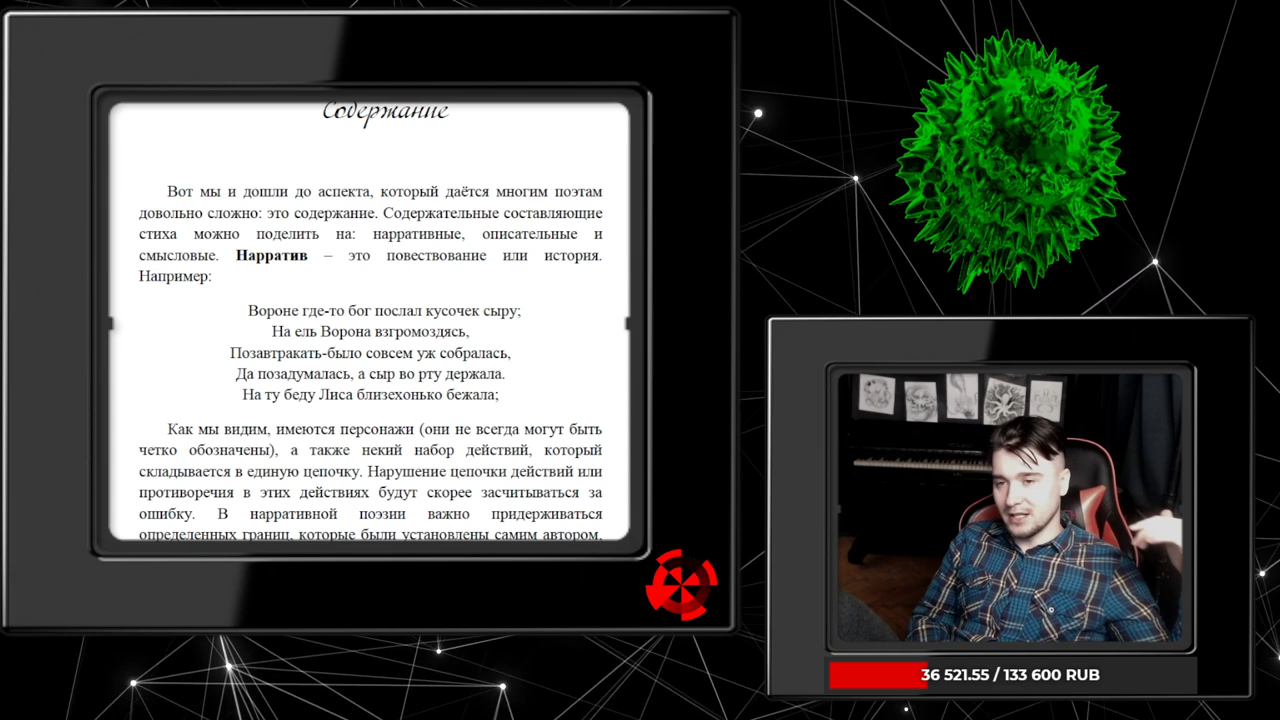 Содержание
Вот мы и дошли до аспекта, который даётся многим поэтам
довольно сложно: это содержание. Содержательные составляющие
стиха можно поделить на: нарративные, описательные и
смысловые. Нарратив – это повествование или история.
Например:
Вороне где-то бог послал кусочек сыру;
На ель Ворона взгромоздясь,
Позавтракать-было совсем уж собралась,
Да позадумалась, а сыр во рту держала.
На ту беду Лиса близехонько бежала;
Как мы видим, имеются персонажи (они не всегда могут быть
четко обозначены), а также некий набор действий, который
складывается в единую цепочку. Нарушение цепочки действий или
противоречия в этих действиях будут скорее засчитываться за
ошибку. В нарративной поэзии важно придерживаться
определенных границ, которые были установлены самим автором.
36 521.55 / 133 600 RUB